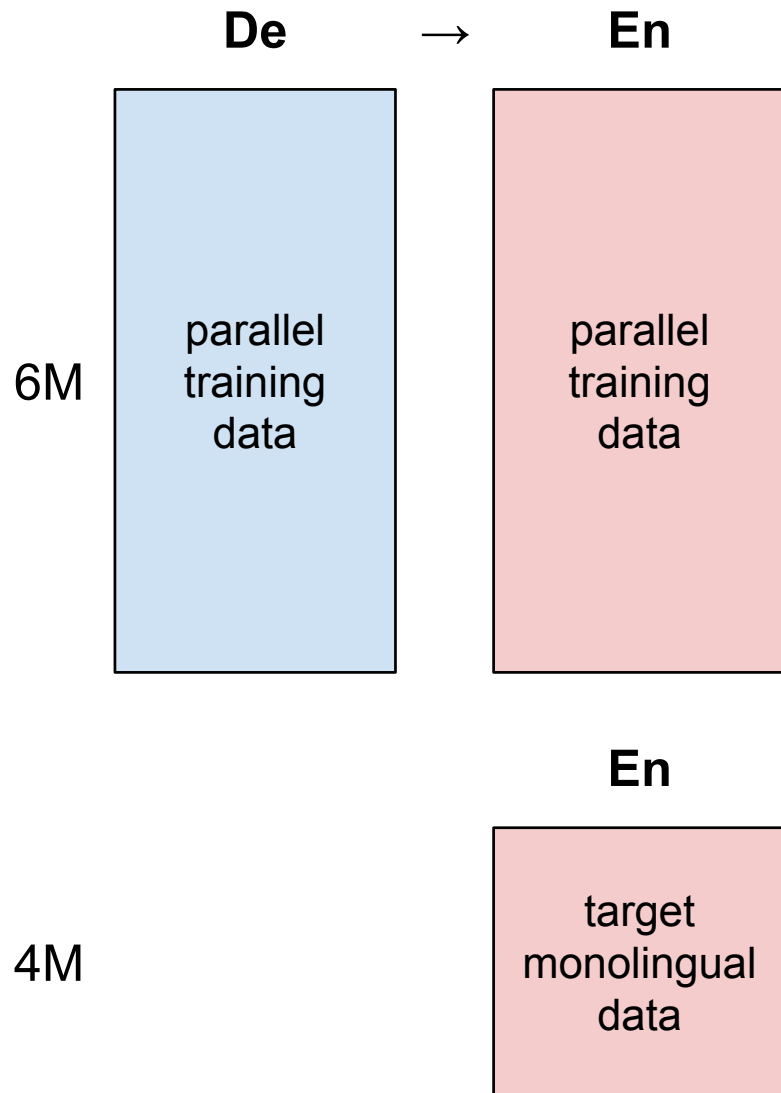 De → En
parallel
training
data
6M
parallel
training
data
En
4M
target
monolingual
data